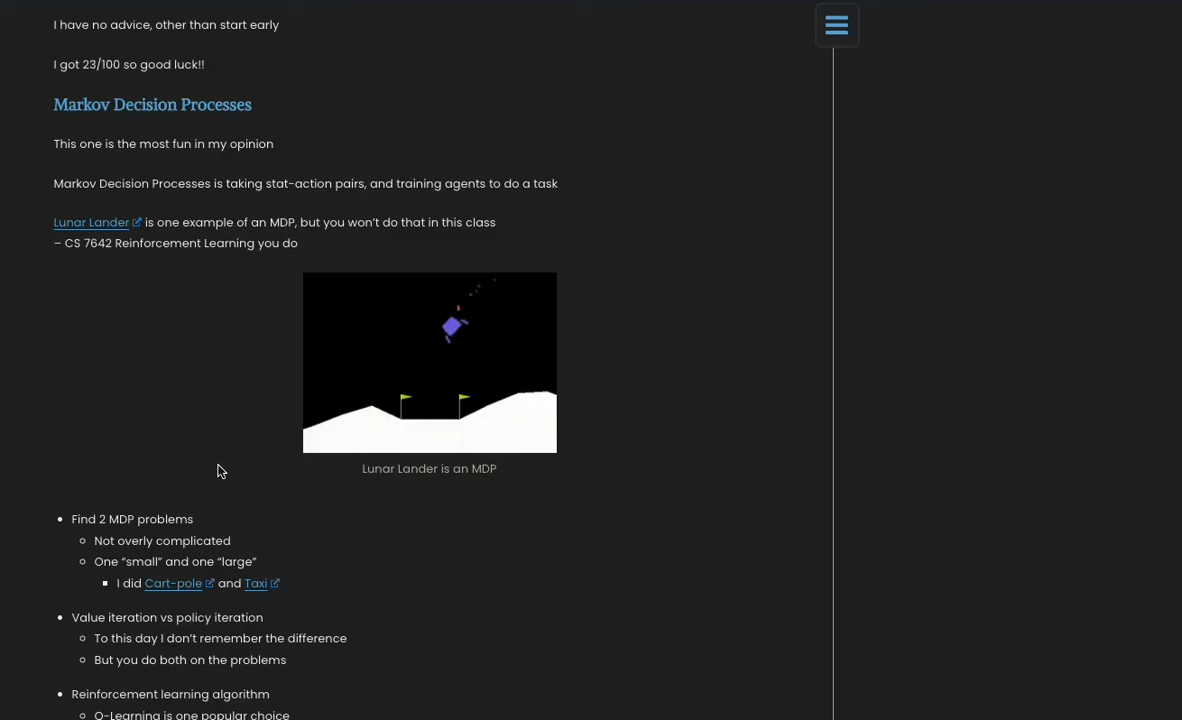 I have no advice, other than start early
I got 23/100 so good luck!!
Markov Decision Processes
This one is the most fun in my opinion
Markov Decision Processes is taking stat-action pairs, and training agents to do a task
Lunar Lander is one example of an MDP, but you won’t do that in this class
– CS 7642 Reinforcement Learning you do
Lunar Lander is an MDP
Find 2 MDP problems
Not overly complicated
One “small” and one “large”
I did Cart-pole and Taxi
Value iteration vs policy iteration
To this day I don’t remember the difference
But you do both on the problems
Reinforcement learning algorithm
Q-Learning is one popular choice